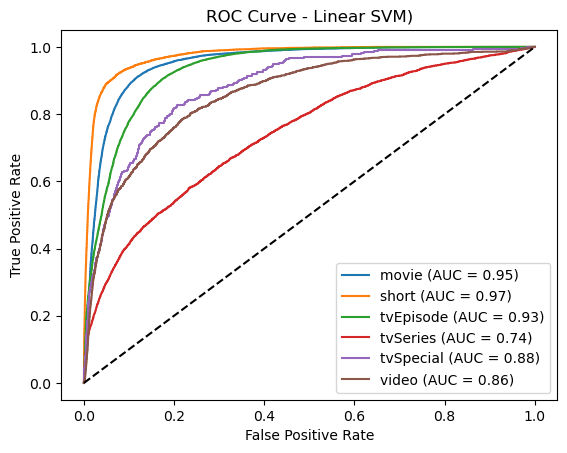 ROC Curve - Linear SVM)
True Positive Rate
1.0
0.8
0.6
0.4
0.2
0.0
movie (AUC = 0.95)
short (AUC = 0.97)
tvEpisode (AUC = 0.93)
tvSeries (AUC = 0.74)
tvSpecial (AUC = 0.88)
video (AUC = 0.86)
0.0 0.2 0.4 0.6 0.8 1.0
False Positive Rate